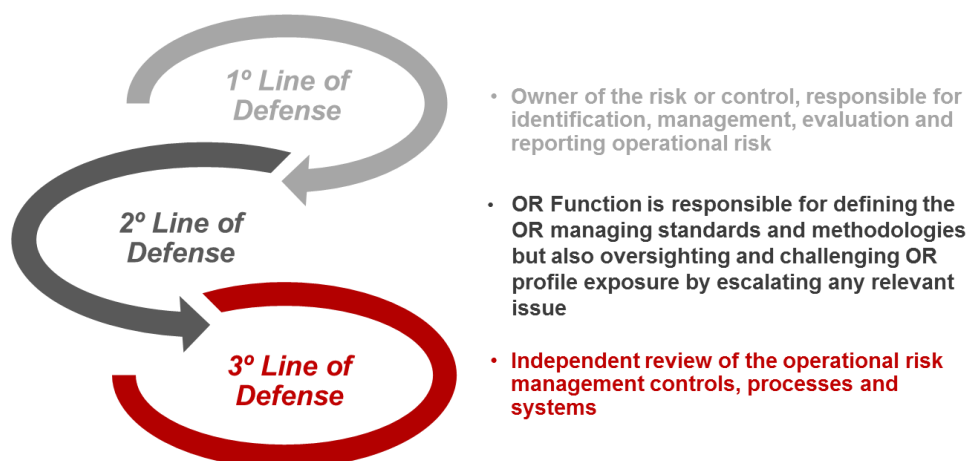 1º Line of
Defense
• Owner of the risk or control, responsible for
identification, management, evaluation and
reporting operational risk
2º Line of
Defense
• OR Function is responsible for defining the
OR managing standards and methodologies
but also oversighting and challenging OR
profile exposure by escalating any relevant
issue
3º Line of
Defense
• Independent review of the operational risk
management controls, processes and
systems